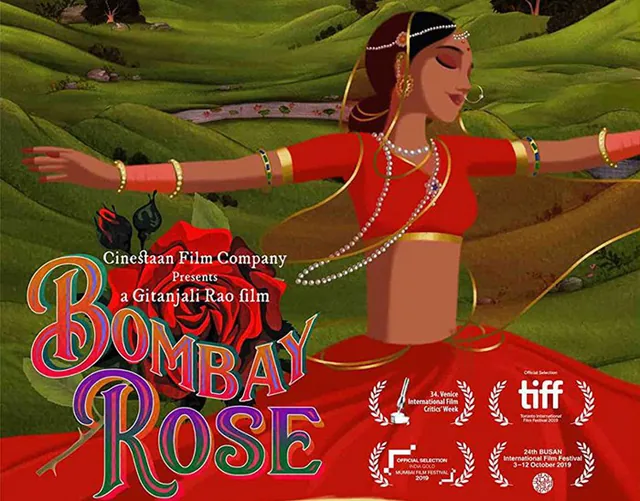 Cinestaan Film Company
Presents
a Gitanjali Rao film
BOMBAY
ROSE
34. Venice
International Film
Critics' Week
Official Selection
tiff
Toronto International
Film Festival 2019
OFFICIAL SELECTION
INDIA GOLD
MUMBAI FILM FESTIVAL
2019
24th BUSAN
International Film Festival
3–12 October 2019